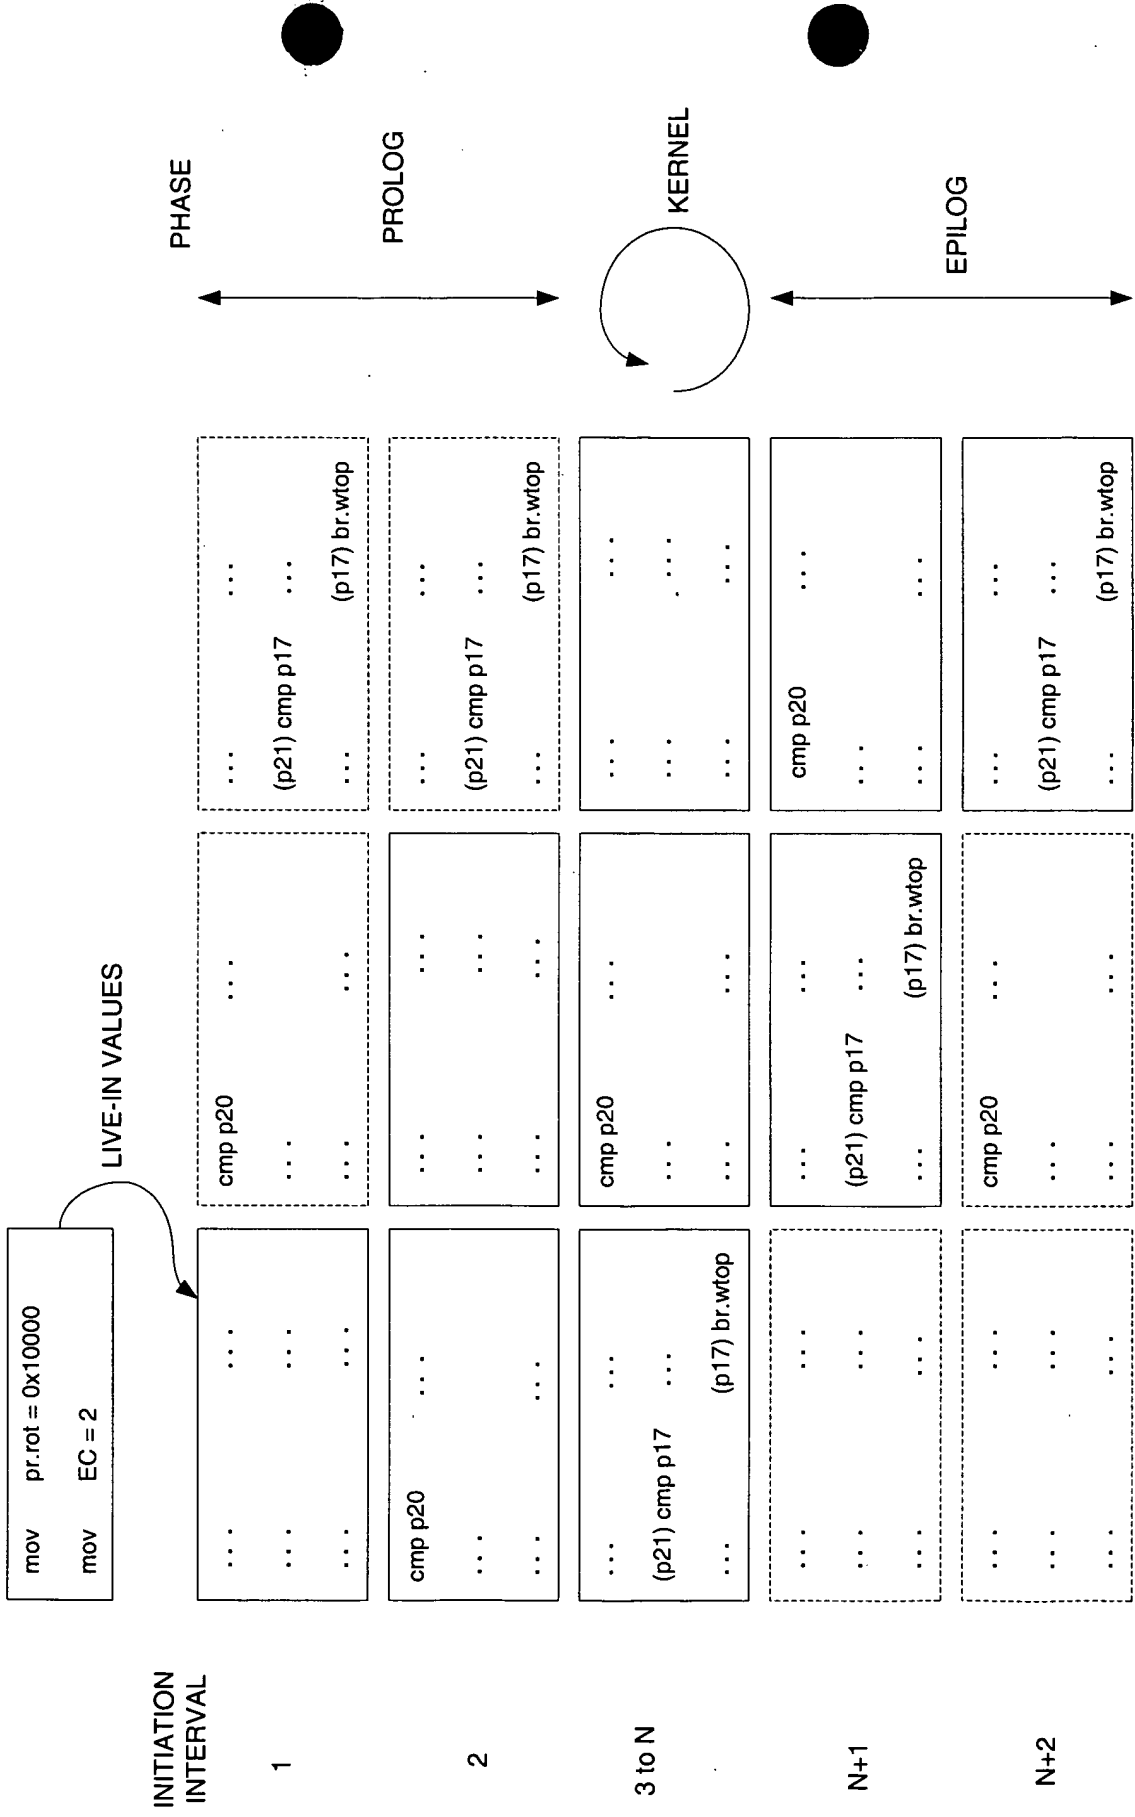 mov pr.rot = 0x10000
mov EC = 2
LIVE-IN VALUES
INITIATION
INTERVAL
PHASE
1
... ...
... ...
... ...
cmp p20 ...
...
... ...
... ...
(p21) cmp p17 ...
... (p17) br.wtop
PROLOG
2
cmp p20 ...
...
... ...
... ...
... ...
... ...
... ...
(p21) cmp p17 ...
... (p17) br.wtop
3 to N
... ...
(p21) cmp p17 ...
... (p17) br.wtop
cmp p20 ...
...
... ...
... ...
... ...
... ...
KERNEL
N+1
... ...
... ...
... ...
... ...
(p21) cmp p17 ...
... (p17) br.wtop
cmp p20 ...
...
... ...
EPILOG
N+2
... ...
... ...
... ...
cmp p20 ...
...
... ...
... ...
(p21) cmp p17 ...
... (p17) br.wtop